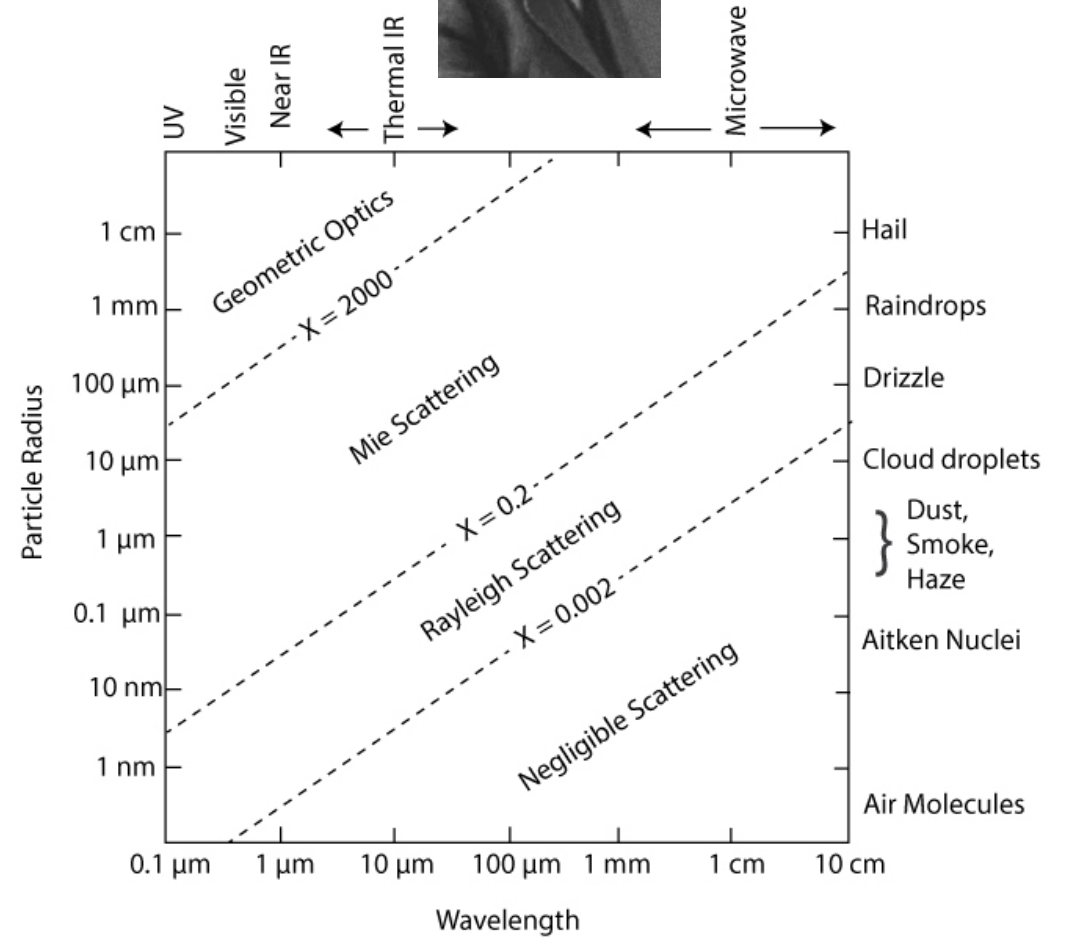 UV
Visible
Near IR
Thermal IR
Microwave
Geometric Optics
X = 2000
Mie Scattering
X = 0.2
Rayleigh Scattering
X = 0.002
Negligible Scattering
Particle Radius
1 cm
1 mm
100 µm
10 µm
1 µm
0.1 µm
10 nm
1 nm
Hail
Raindrops
Drizzle
Cloud droplets
Dust,
Smoke,
Haze
Aitken Nuclei
Air Molecules
0.1 µm 1 µm 10 µm 100 µm 1 mm 1 cm 10 cm
Wavelength